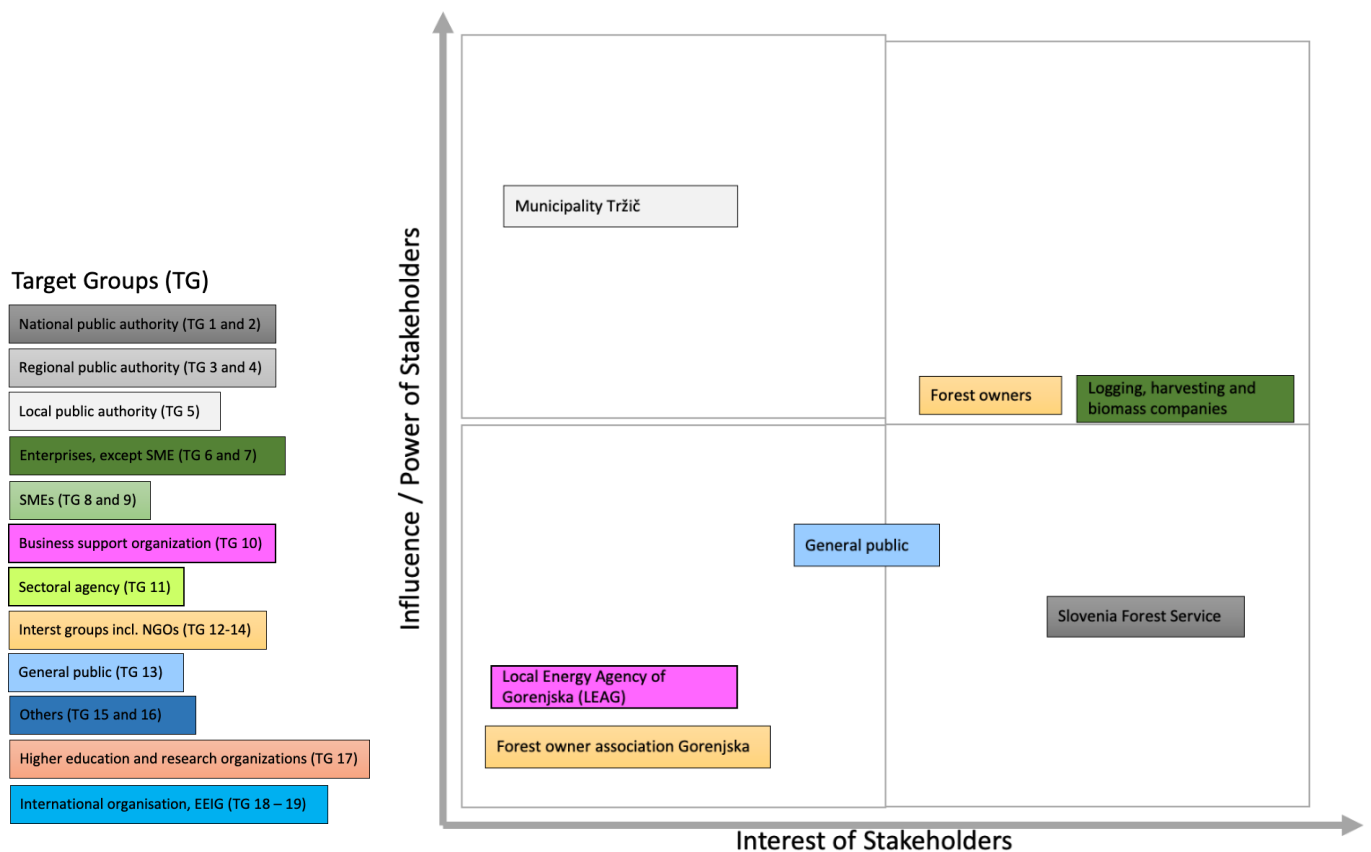 Target Groups (TG)
National public authority (TG 1 and 2)
Regional public authority (TG 3 and 4)
Local public authority (TG 5)
Enterprises, except SME (TG 6 and 7)
SMEs (TG 8 and 9)
Business support organization (TG 10)
Sectoral agency (TG 11)
Interst groups incl. NGOs (TG 12-14)
General public (TG 13)
Others (TG 15 and 16)
Higher education and research organizations (TG 17)
International organisation, EEIG (TG 18 – 19)
Influcence / Power of Stakeholders
Municipality Tržič
Forest owners
Logging, harvesting and
biomass companies
General public
Slovenia Forest Service
Local Energy Agency of
Gorenjska (LEAG)
Forest owner association Gorenjska
Interest of Stakeholders